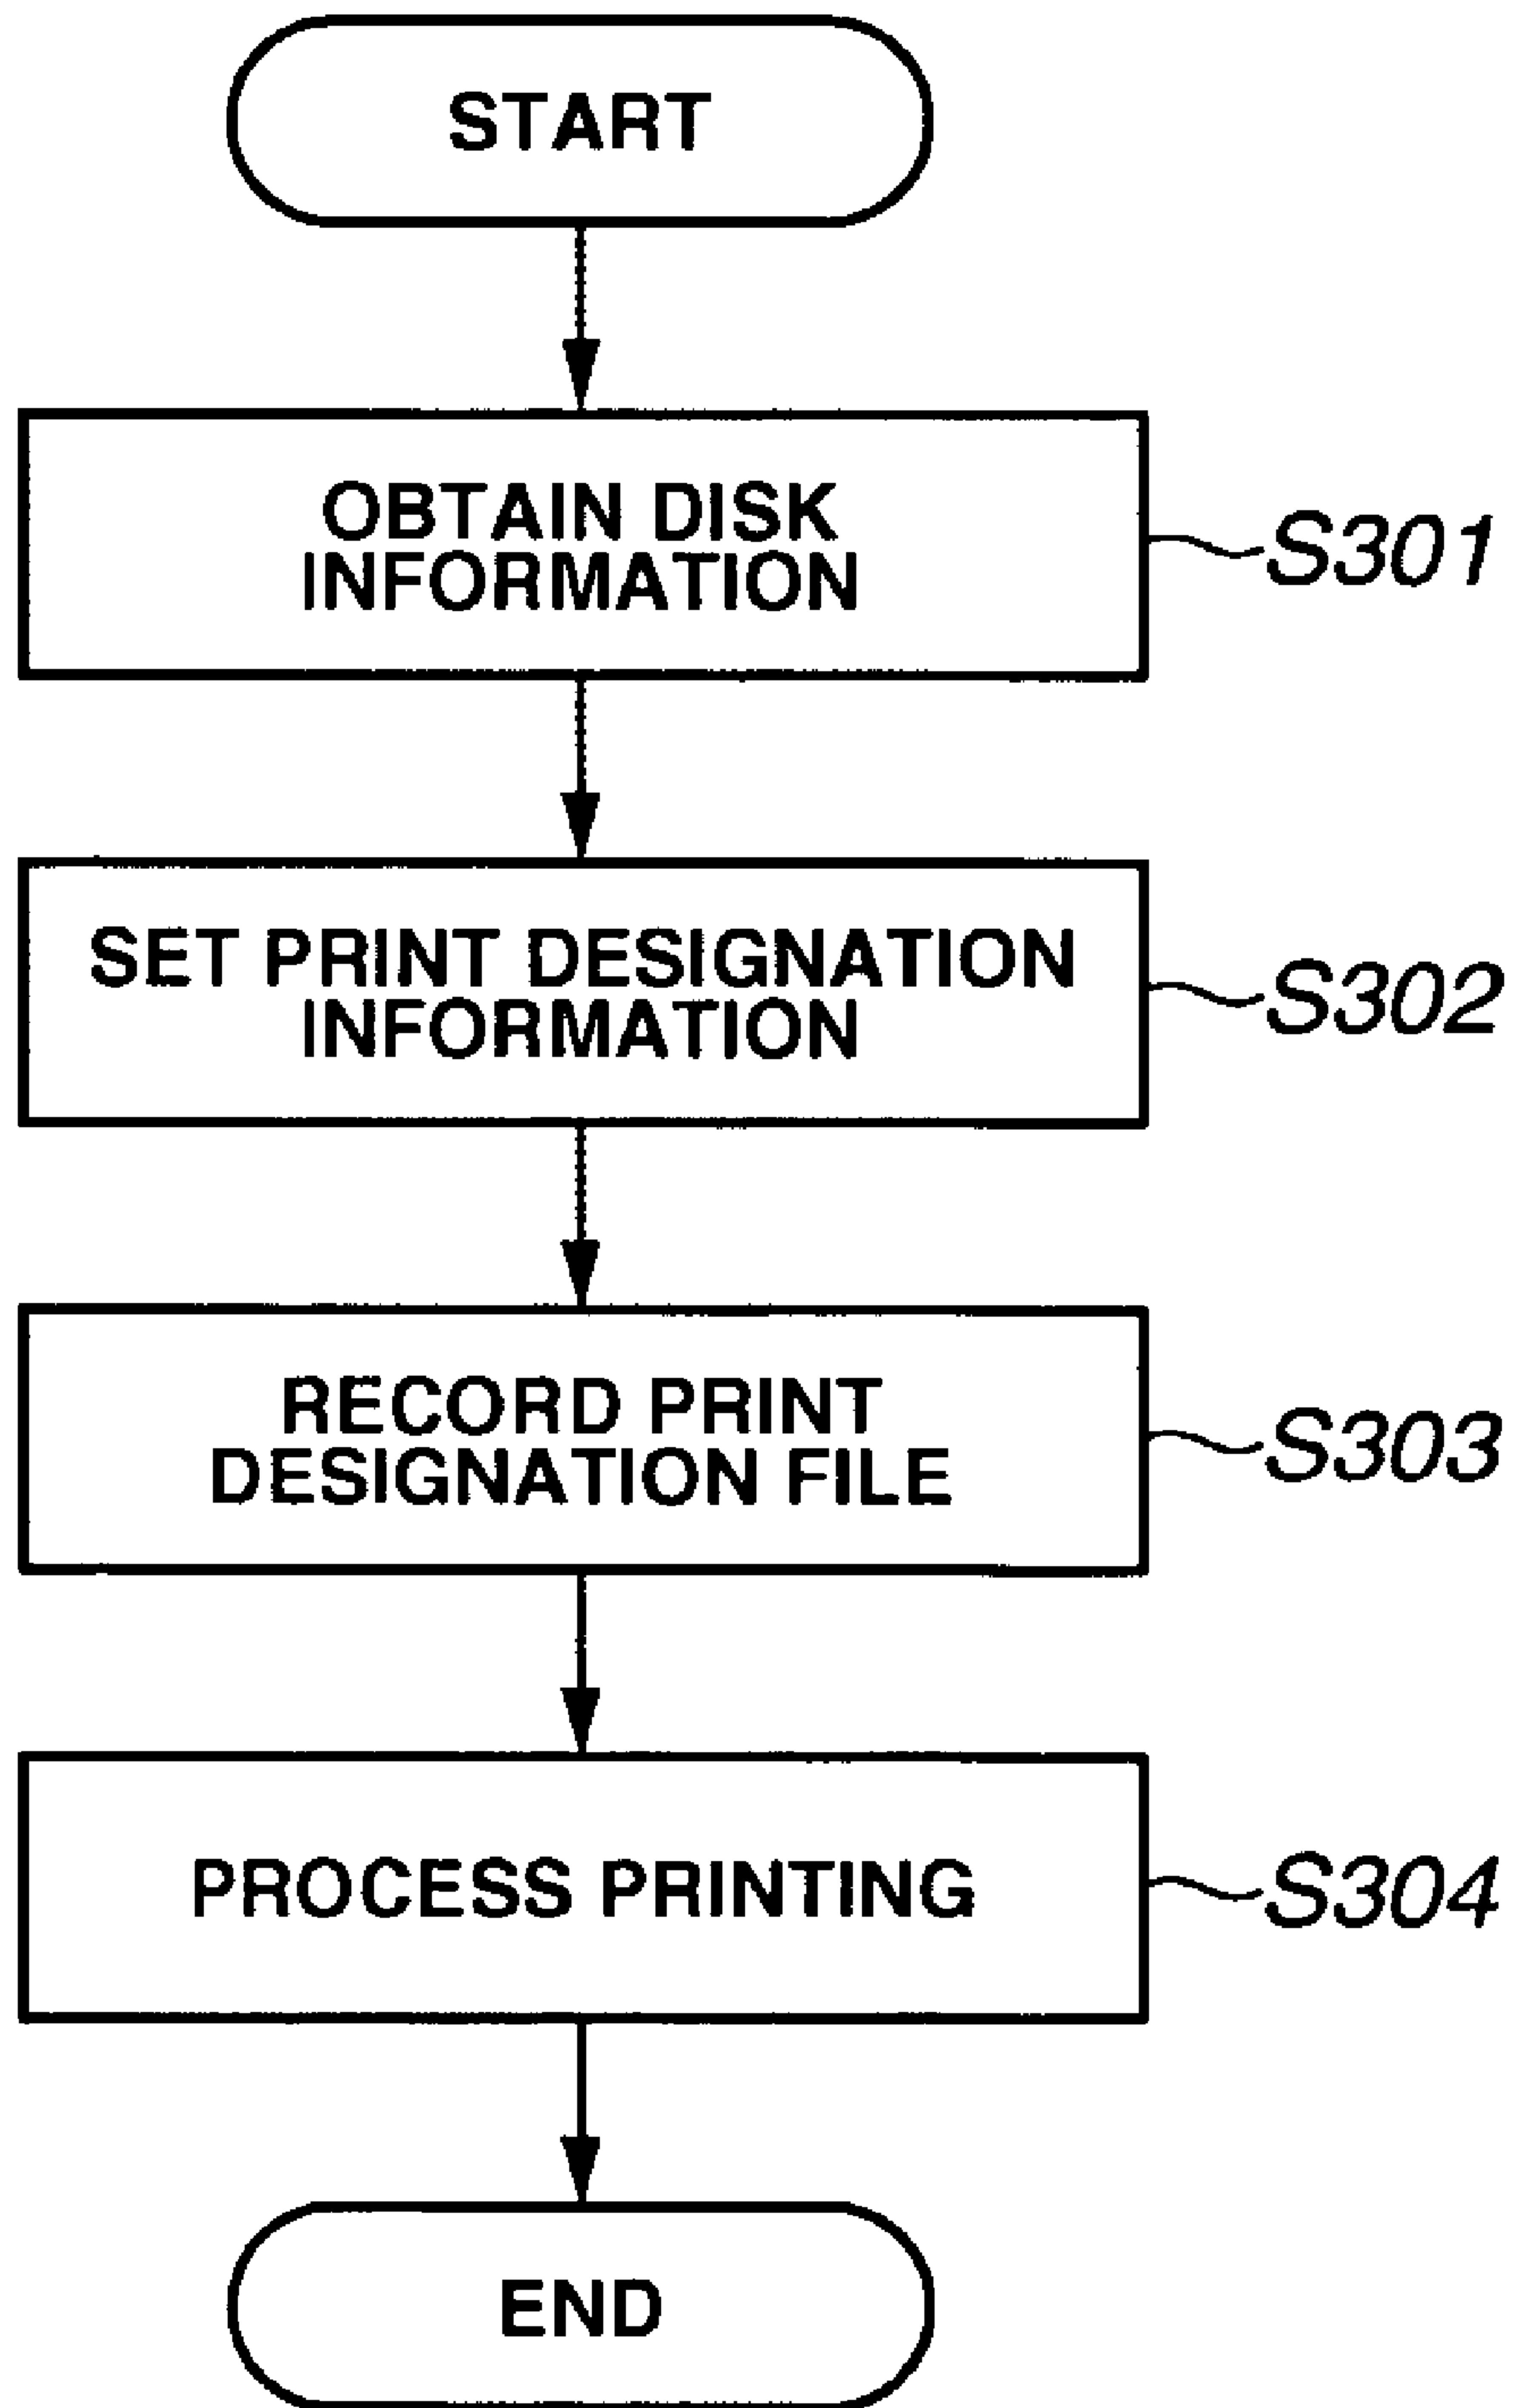 START
OBTAIN DISK
INFORMATION
S301
SET PRINT DESIGNATION
INFORMATION
S302
RECORD PRINT
DESIGNATION FILE
S303
PROCESS PRINTING
S304
END